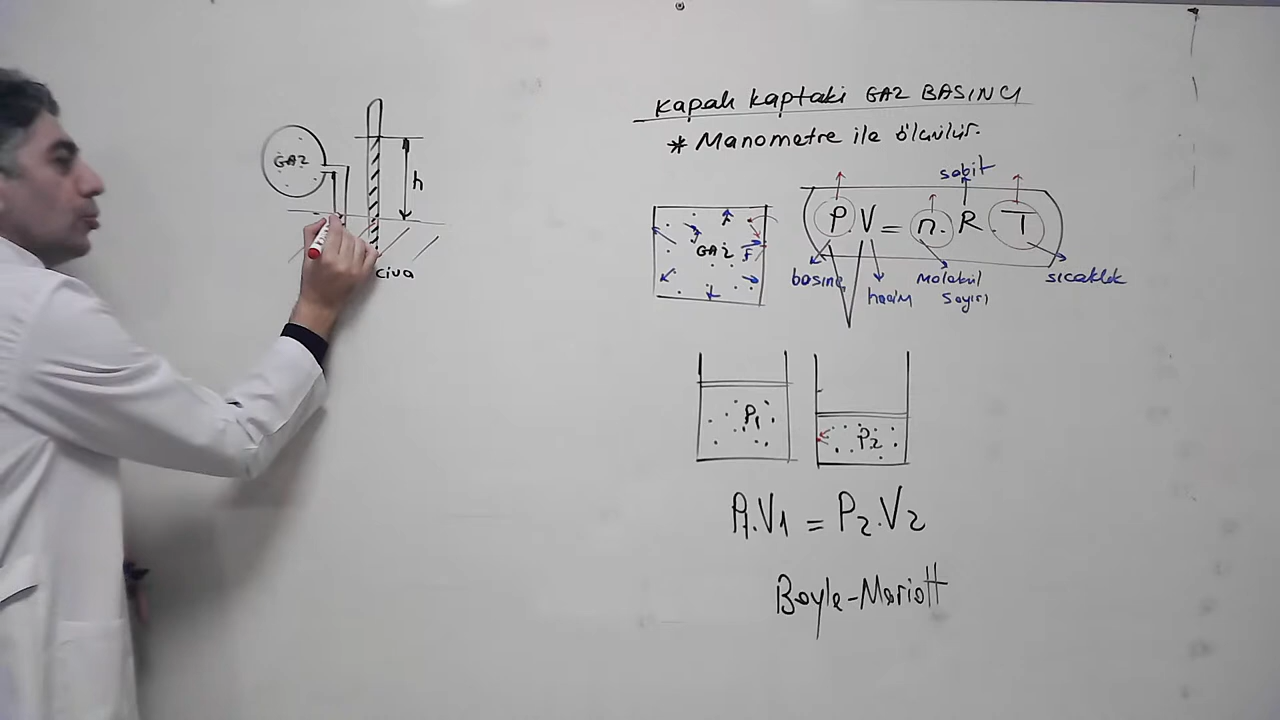 Kapalı kaptaki GAZ BASINCI
* Manometre ile ölçülür.
sabit
P.V = n.R.T
basınç
hacim
molekül sayısı
sıcaklık
GAZ
F
P1
P2
P1.V1 = P2.V2
Boyle-Mariott
GAZ
h
civa